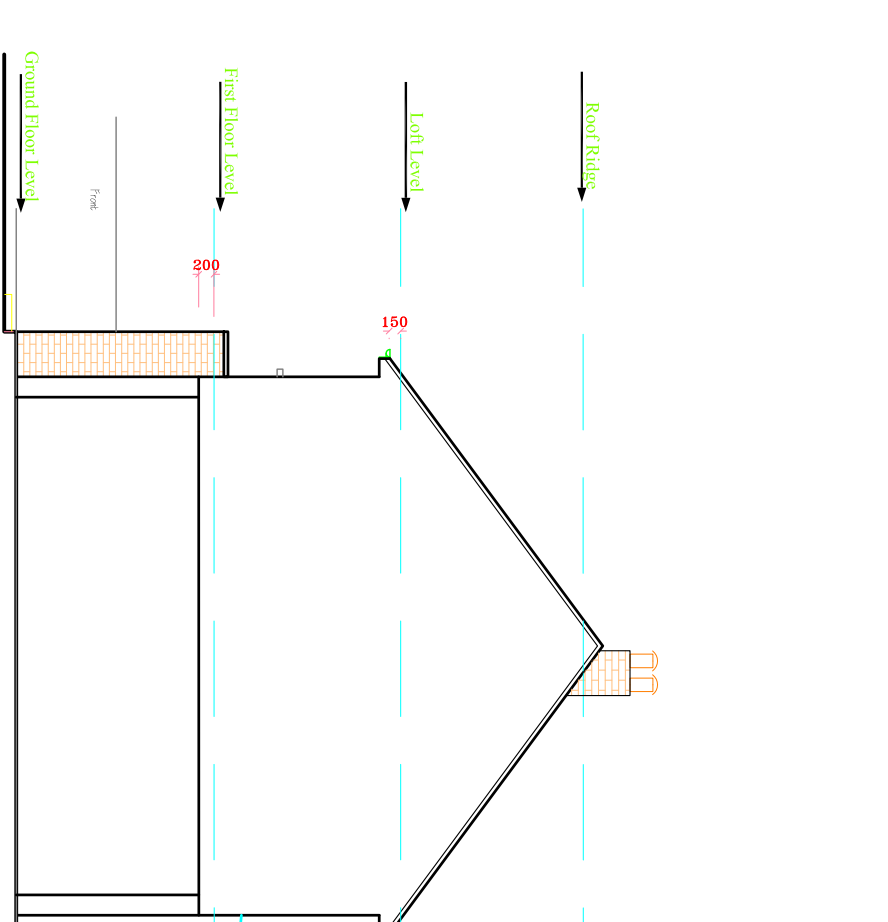 Ground Floor Level
First Floor Level
Loft Level
Roof Ridge
Front
200
150